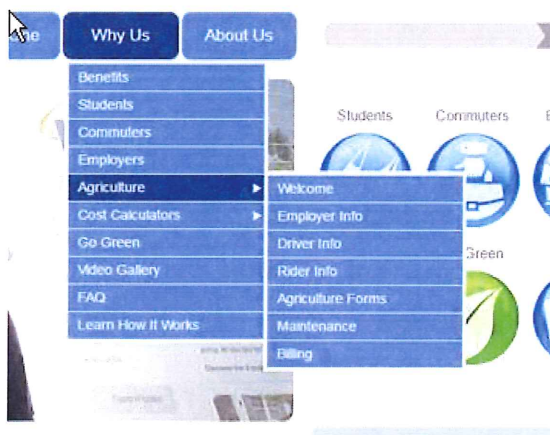 me
Why Us
About Us
Benefits
Students
Commuters
Employers
Agriculture
Cost Calculators
Go Green
Video Gallery
FAQ
Learn How It Works
Welcome
Employer Info
Driver Info
Rider Info
Agriculture Forms
Maintenance
Billing
Students
Commuters
E
Green